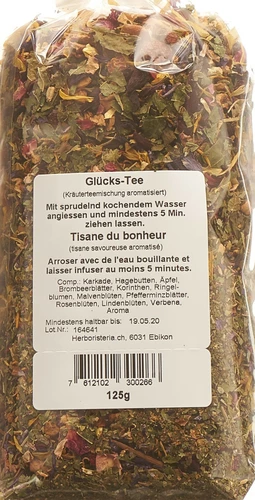 Glücks-Tee
(Kräuterteemischung aromatisiert)
Mit sprudelnd kochendem Wasser
angiessen und mindestens 5 Min.
ziehen lassen.
Tisane du bonheur
(tisane savoureuse aromatisé)
Arroser avec de l'eau bouillante et
laisser infuser au moins 5 minutes.
Comp.: Karkade, Hagebutten, Äpfel,
Brombeerblätter, Korinthen, Ringel-
blumen, Malvenblüten, Pfefferminzblätter,
Rosenblüten, Lindenblüten, Verbena,
Aroma
Mindestens haltbar bis: 19.05.20
Lot.Nr.: 164641
Herboristeria.ch, 6031 Ebikon
7 612102 300266
125g